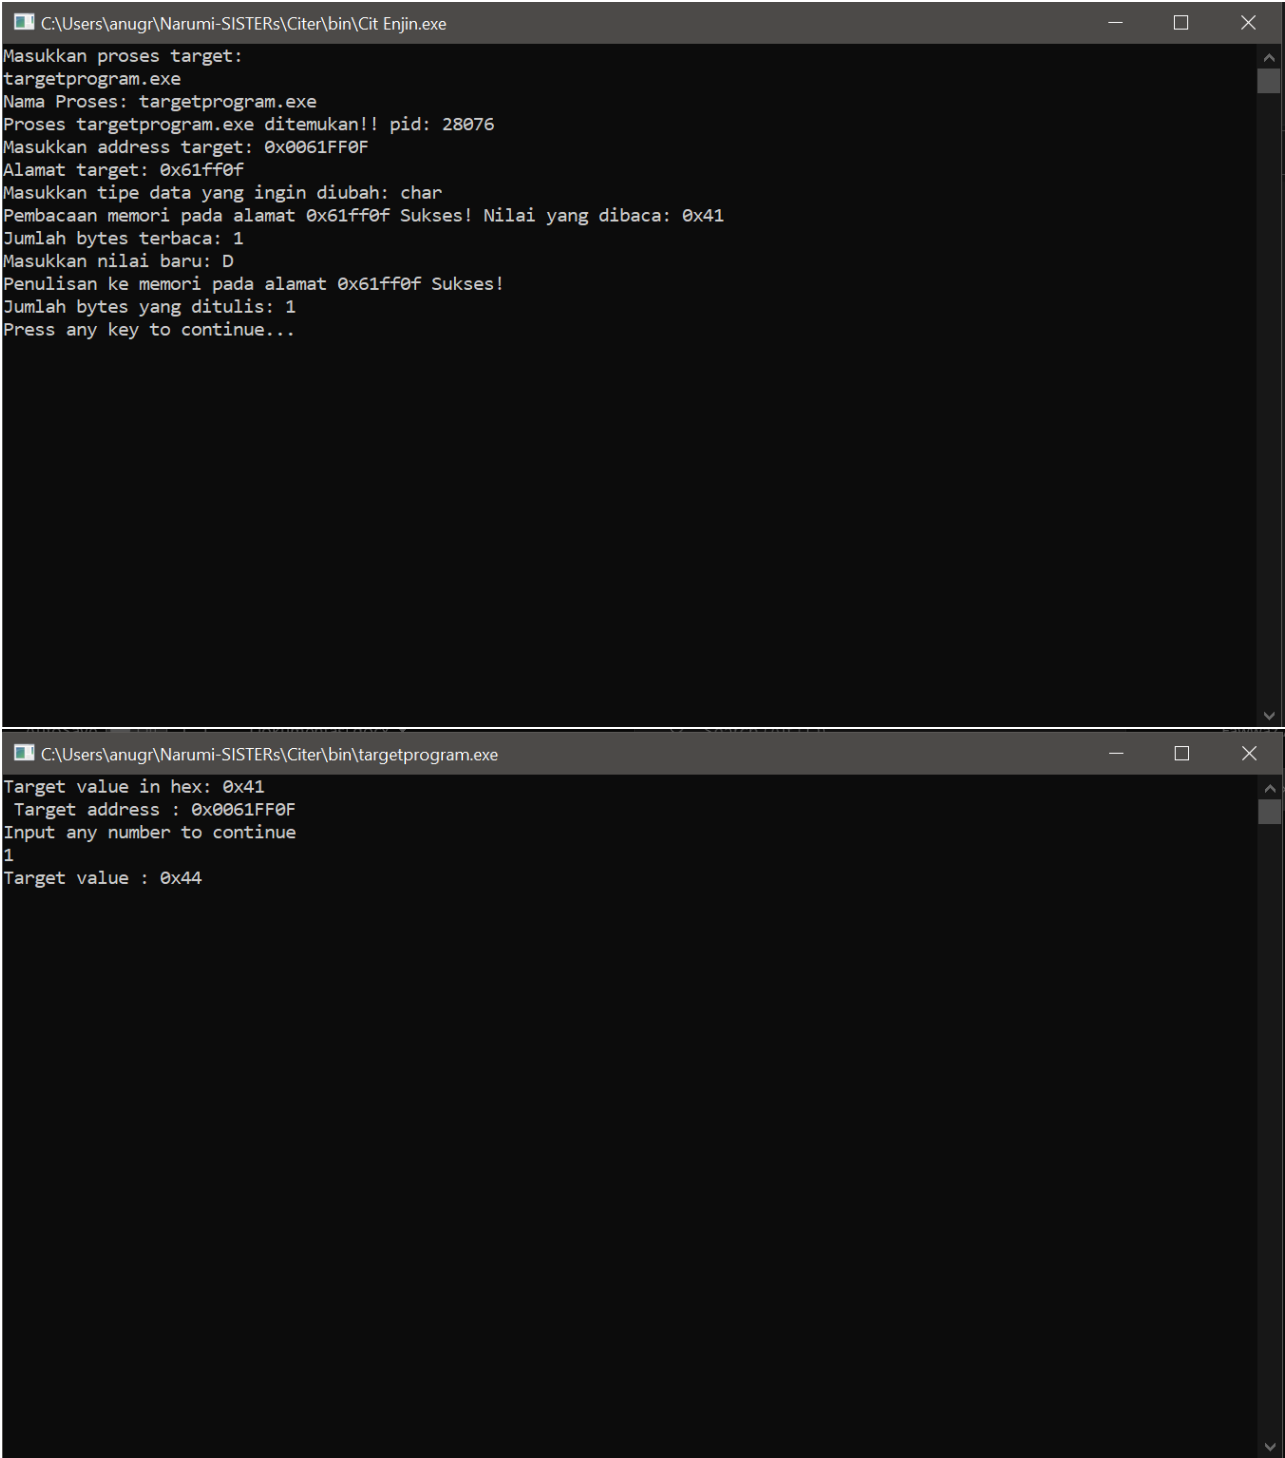 C:\Users\anugr\Narumi-SISTERs\Citer\bin\Cit Enjin.exe
Masukkan proses target:
targetprogram.exe
Nama Proses: targetprogram.exe
Proses targetprogram.exe ditemukan!! pid: 28076
Masukkan address target: 0x0061FF0F
Alamat target: 0x61ff0f
Masukkan tipe data yang ingin diubah: char
Pembacaan memori pada alamat 0x61ff0f Sukses! Nilai yang dibaca: 0x41
Jumlah bytes terbaca: 1
Masukkan nilai baru: D
Penulisan ke memori pada alamat 0x61ff0f Sukses!
Jumlah bytes yang ditulis: 1
Press any key to continue...
C:\Users\anugr\Narumi-SISTERs\Citer\bin\targetprogram.exe
Target value in hex: 0x41
 Target address : 0x0061FF0F
Input any number to continue
1
Target value : 0x44